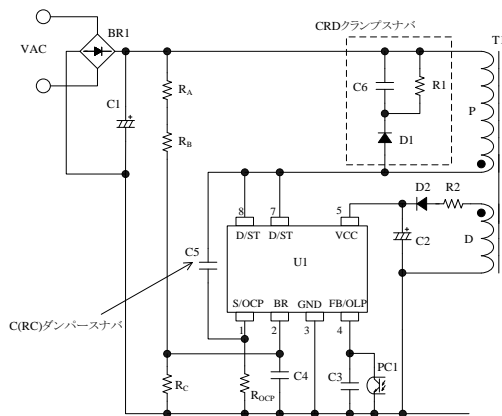 CRDクランプスナバ
T1
BR1
VAC
C1
RA
RB
C6
R1
P
D1
D2
R2
8
7
5
D/ST
D/ST
VCC
C2
D
C5
U1
C(RC)ダンパースナバ
S/OCP
BR
GND
FB/OLP
1
2
3
4
PC1
RC
ROCP
C4
C3